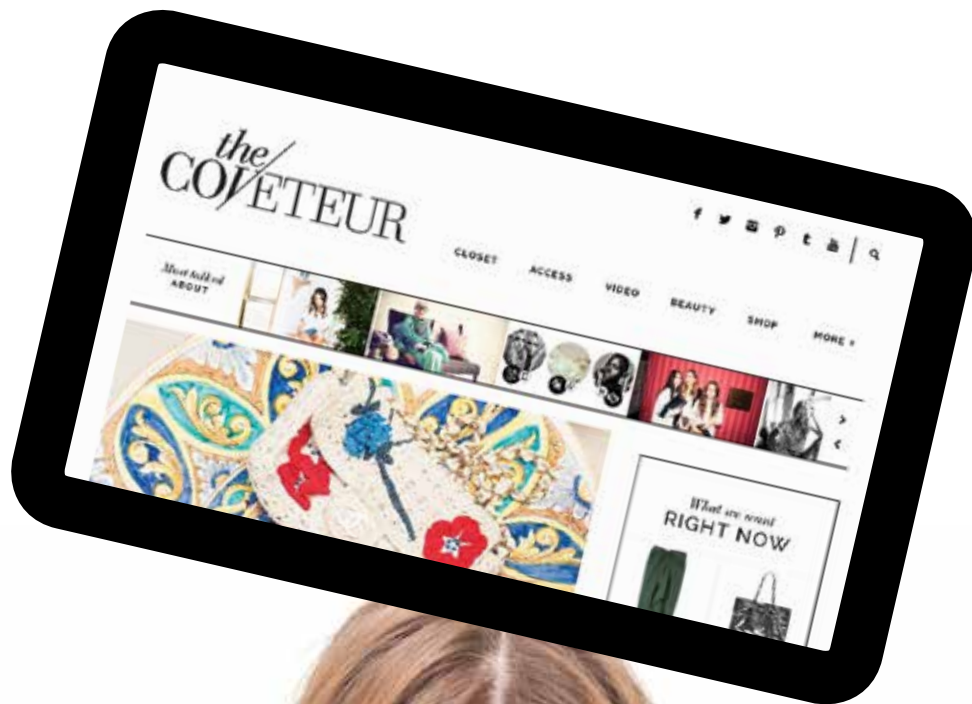 the
COVETEUR
CLOSET ACCESS VIDEO BEAUTY SHOP MORE +
Most talked
ABOUT
What we want
RIGHT NOW